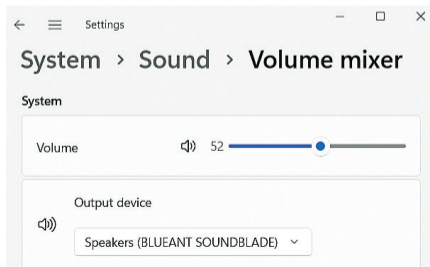 Settings
System > Sound > Volume mixer
System
Volume 52
Output device
Speakers (BLUEANT SOUNDBLADE)